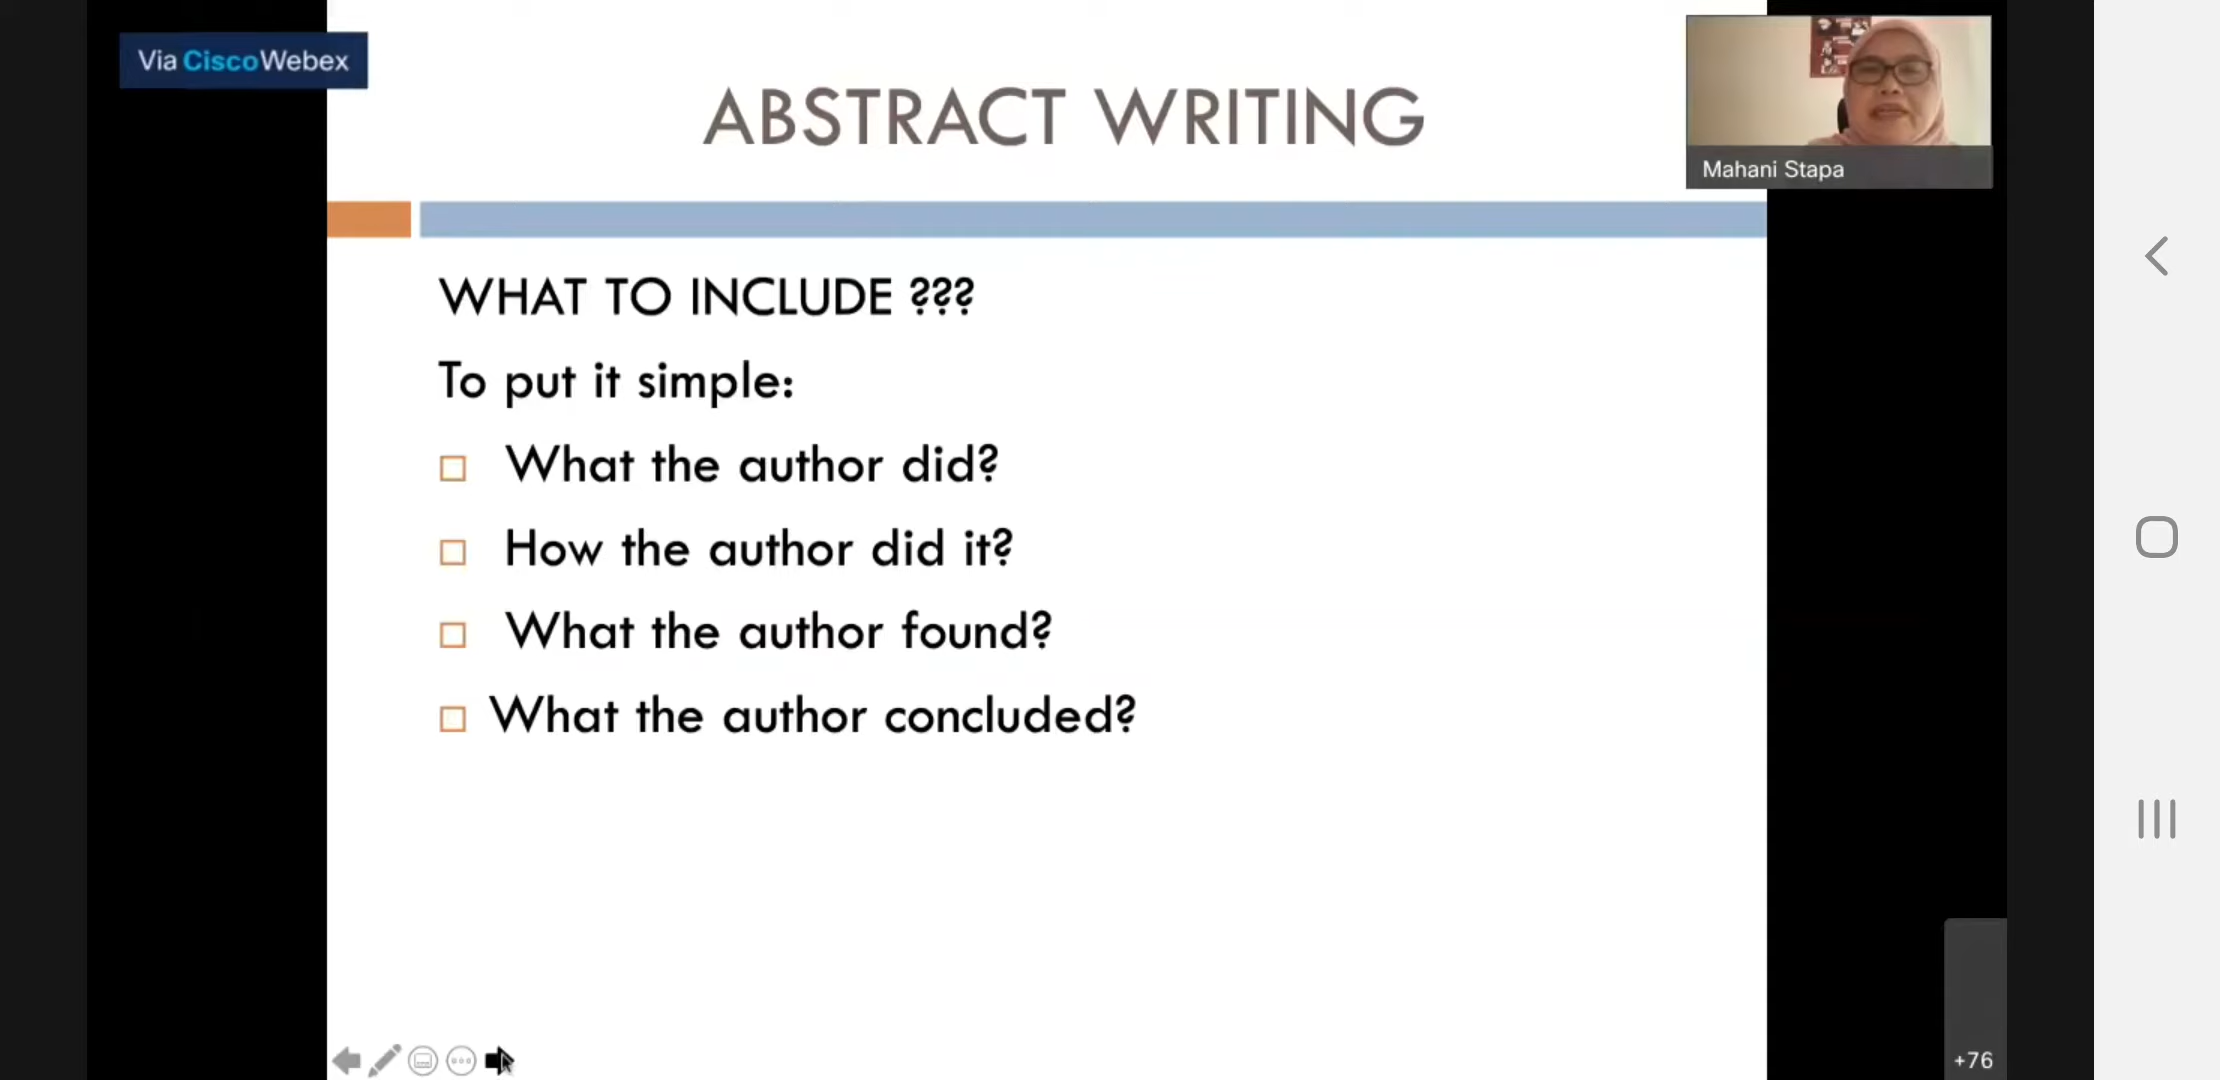 Via CiscoWebex
ABSTRACT WRITING
Mahani Stapa
WHAT TO INCLUDE ???
To put it simple:
What the author did?
How the author did it?
What the author found?
What the author concluded?
+76